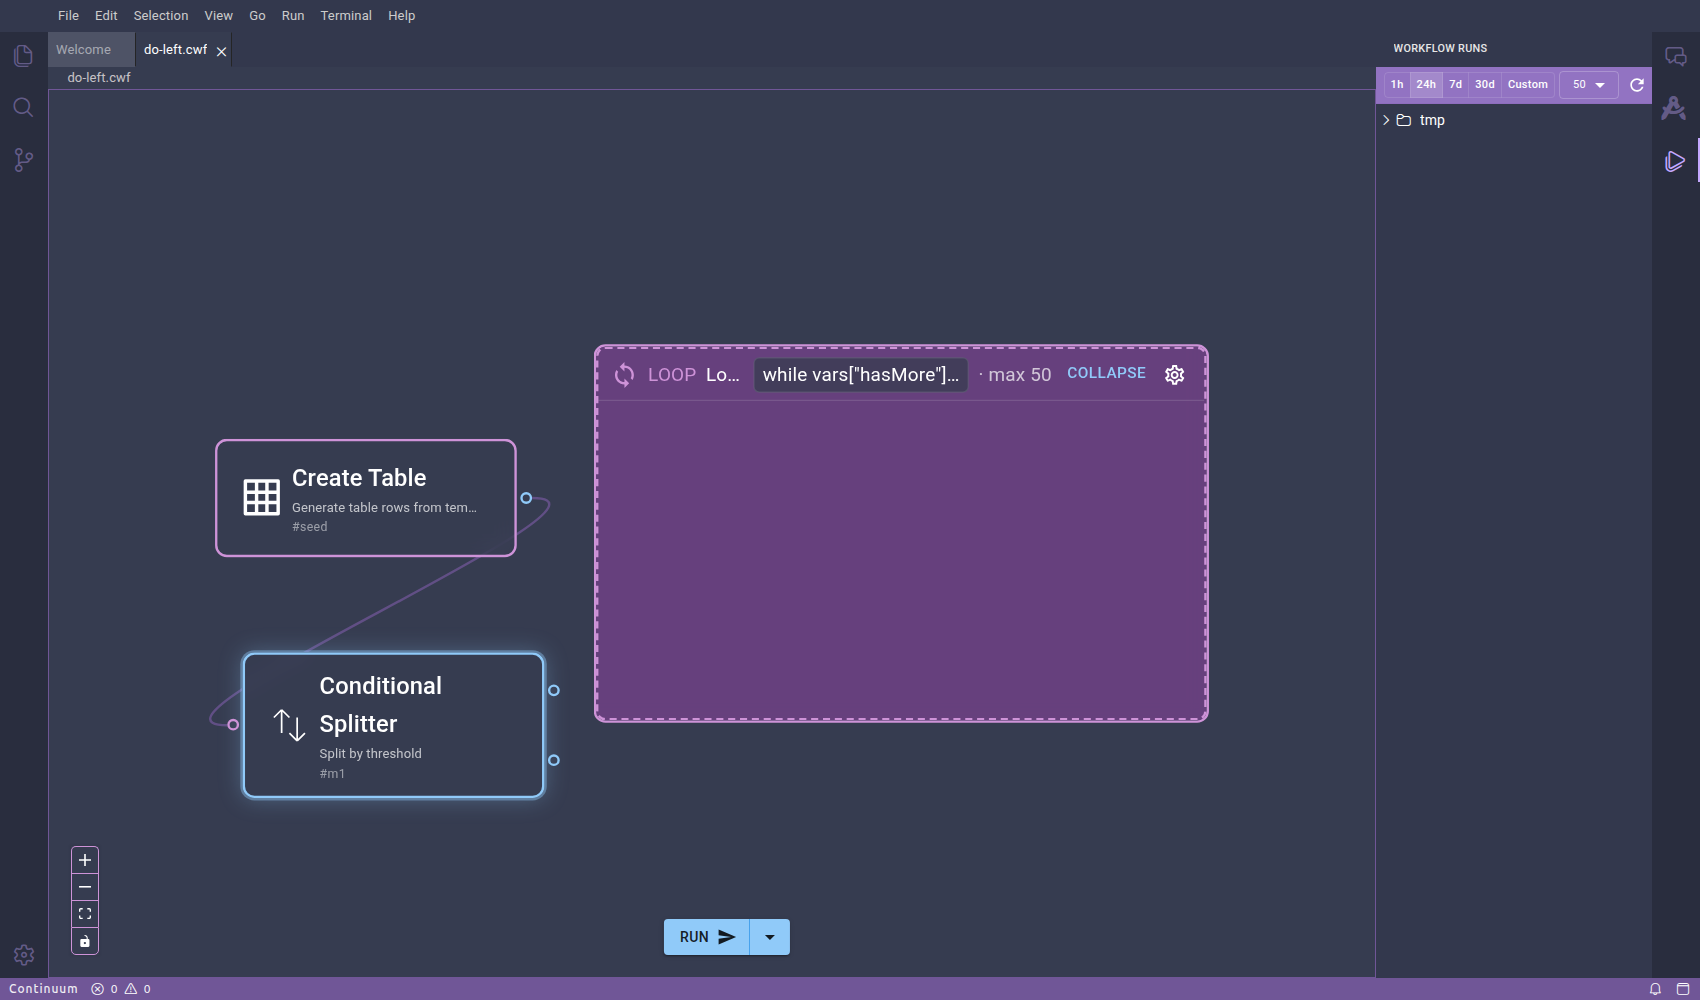 File Edit Selection View Go Run Terminal Help
Welcome do-left.cwf
do-left.cwf
WORKFLOW RUNS
1h 24h 7d 30d Custom 50
tmp
LOOP Lo... while vars["hasMore"]... · max 50 COLLAPSE
Create Table
Generate table rows from tem...
#seed
Conditional
Splitter
Split by threshold
#m1
RUN
Continuum 0 0